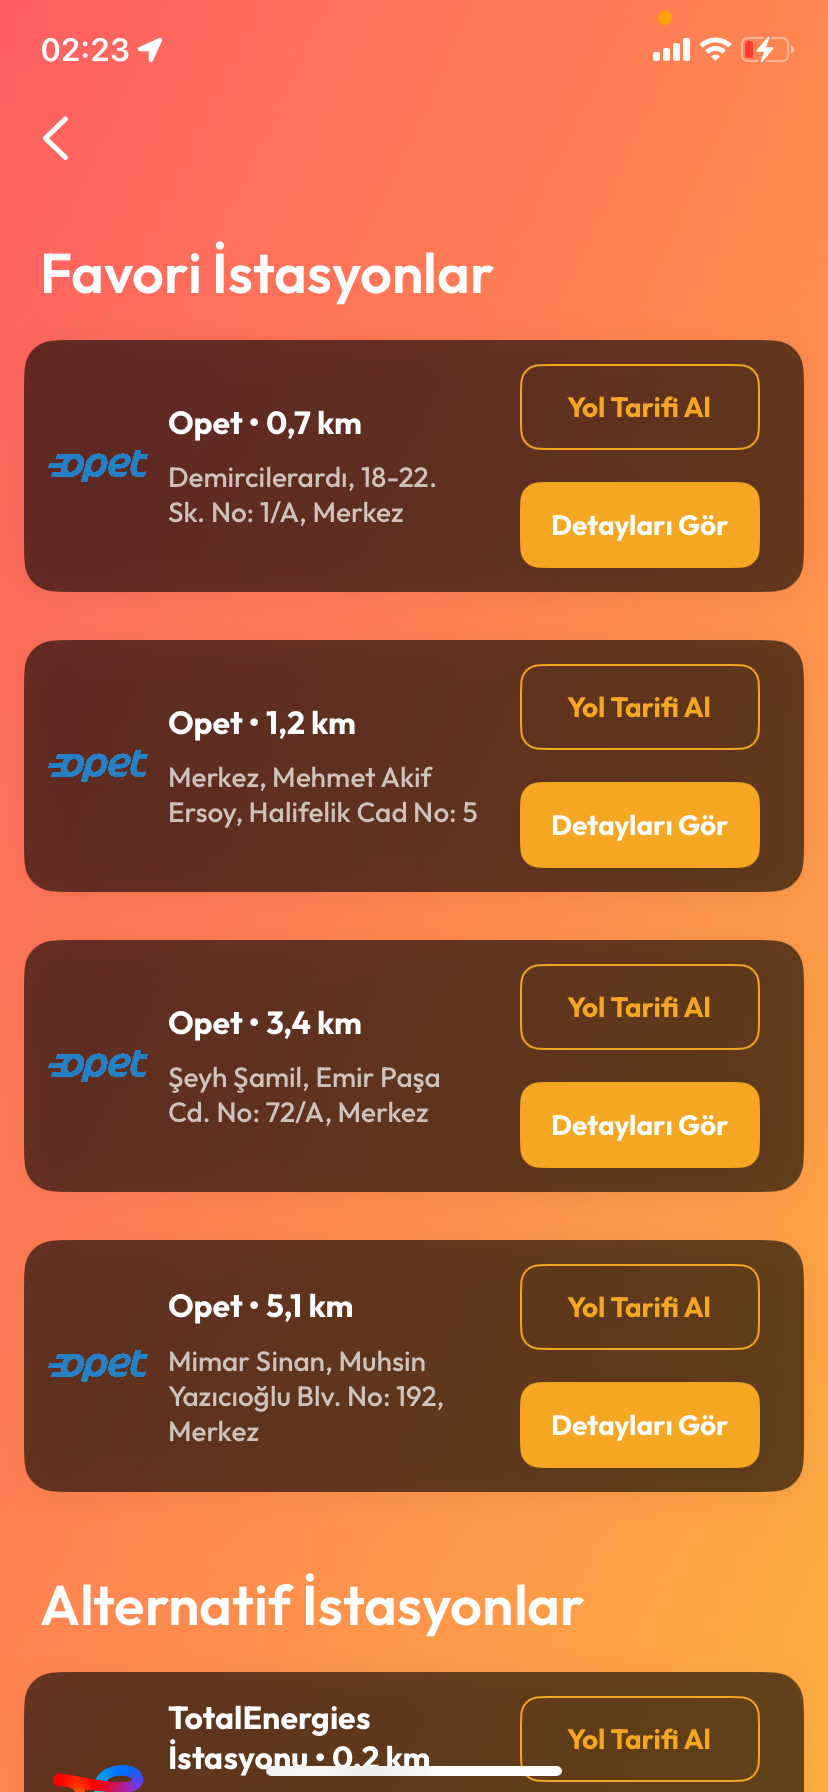 02:23
Favori İstasyonlar
opet
Opet • 0,7 km
Demircilerardı, 18-22.
Sk. No: 1/A, Merkez
Yol Tarifi Al
Detayları Gör
opet
Opet • 1,2 km
Merkez, Mehmet Akif
Ersoy, Halifelik Cad No: 5
Yol Tarifi Al
Detayları Gör
opet
Opet • 3,4 km
Şeyh Şamil, Emir Paşa
Cd. No: 72/A, Merkez
Yol Tarifi Al
Detayları Gör
opet
Opet • 5,1 km
Mimar Sinan, Muhsin
Yazıcıoğlu Blv. No: 192,
Merkez
Yol Tarifi Al
Detayları Gör
Alternatif İstasyonlar
TotalEnergies
İstasyonu • 0,2 km
Yol Tarifi Al